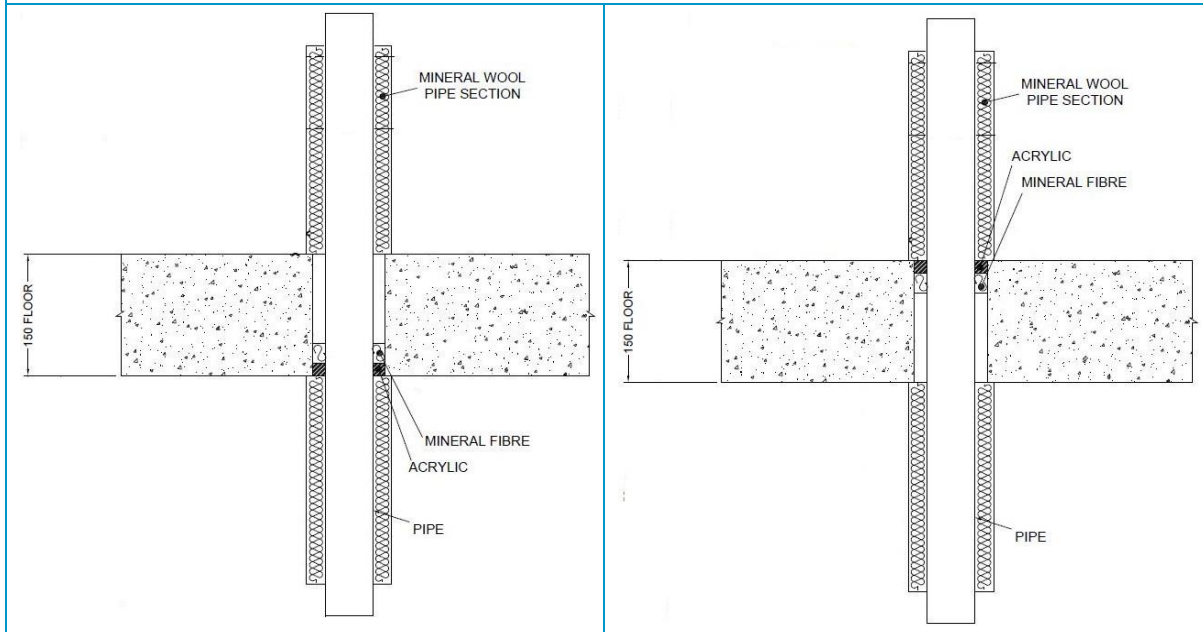 MINERAL WOOL
PIPE SECTION
150 FLOOR
MINERAL FIBRE
ACRYLIC
PIPE
MINERAL WOOL
PIPE SECTION
ACRYLIC
MINERAL FIBRE
150 FLOOR
PIPE